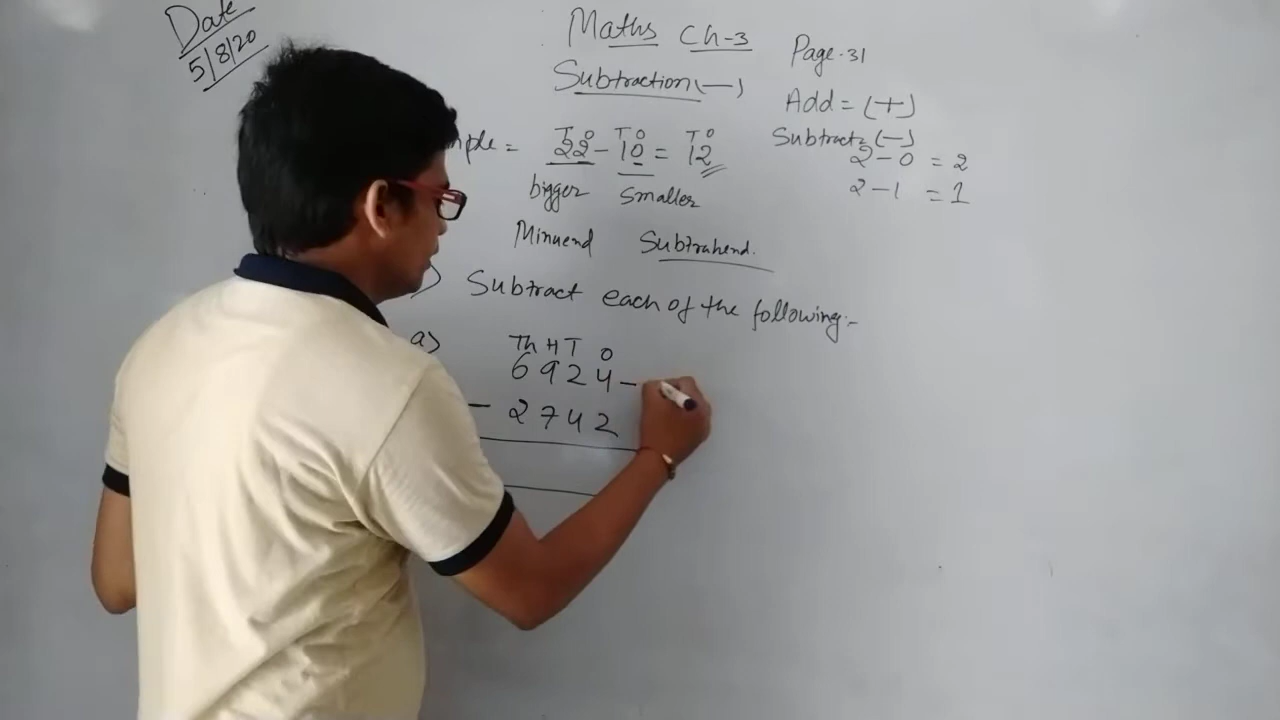 Date
5/8/20
Maths Ch-3
Page-31
Subtraction (—)
Add = (+)
Subtract = (-)
2 - 0 = 2
2 - 1 = 1
mple =
T O T O T O
22 - 10 = 12
bigger smaller
Minuend Subtrahend.
) Subtract each of the following:-
a)
Th H T O
6 9 2 4 —
- 2 7 4 2